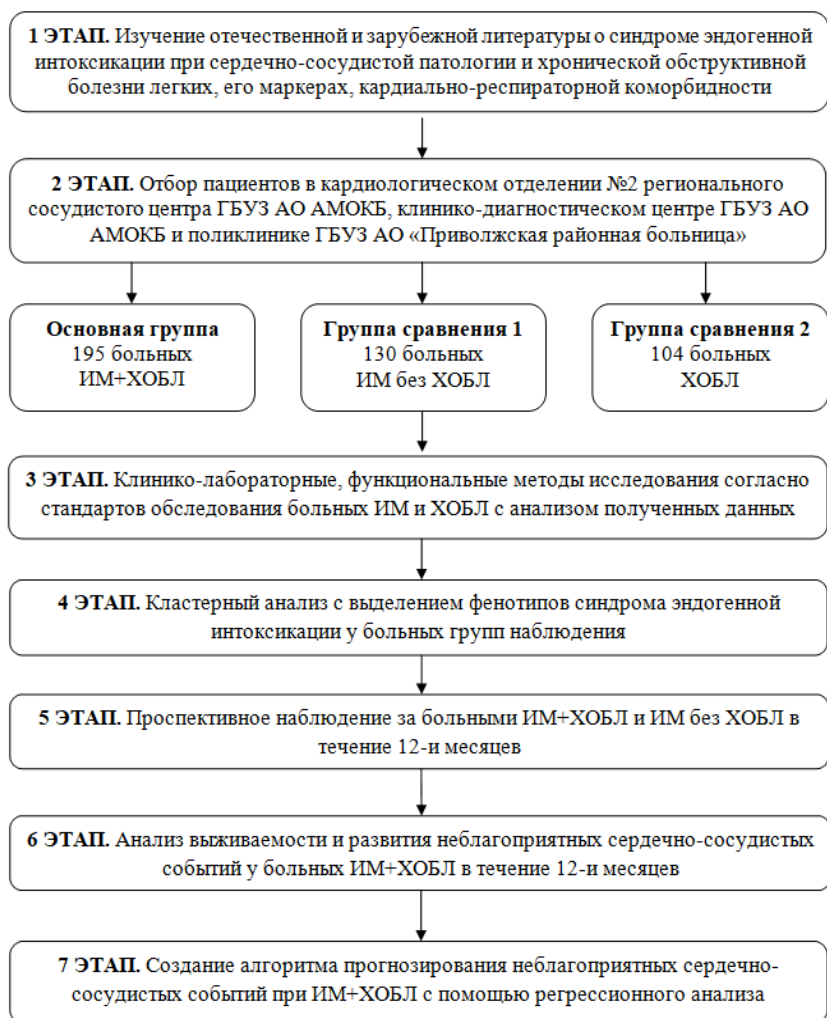 1 ЭТАП. Изучение отечественной и зарубежной литературы о синдроме эндогенной
интоксикации при сердечно-сосудистой патологии и хронической обструктивной
болезни легких, его маркерах, кардиально-респираторной коморбидности
2 ЭТАП. Отбор пациентов в кардиологическом отделении №2 регионального
сосудистого центра ГБУЗ АО АМОКБ, клинико-диагностическом центре ГБУЗ АО
АМОКБ и поликлинике ГБУЗ АО «Приволжская районная больница»
Основная группа
195 больных
ИМ+ХОБЛ
Группа сравнения 1
130 больных
ИМ без ХОБЛ
Группа сравнения 2
104 больных
ХОБЛ
3 ЭТАП. Клинико-лабораторные, функциональные методы исследования согласно
стандартов обследования больных ИМ и ХОБЛ с анализом полученных данных
4 ЭТАП. Кластерный анализ с выделением фенотипов синдрома эндогенной
интоксикации у больных групп наблюдения
5 ЭТАП. Проспективное наблюдение за больными ИМ+ХОБЛ и ИМ без ХОБЛ в
течение 12-и месяцев
6 ЭТАП. Анализ выживаемости и развития неблагоприятных сердечно-сосудистых
событий у больных ИМ+ХОБЛ в течение 12-и месяцев
7 ЭТАП. Создание алгоритма прогнозирования неблагоприятных сердечно-
сосудистых событий при ИМ+ХОБЛ с помощью регрессионного анализа